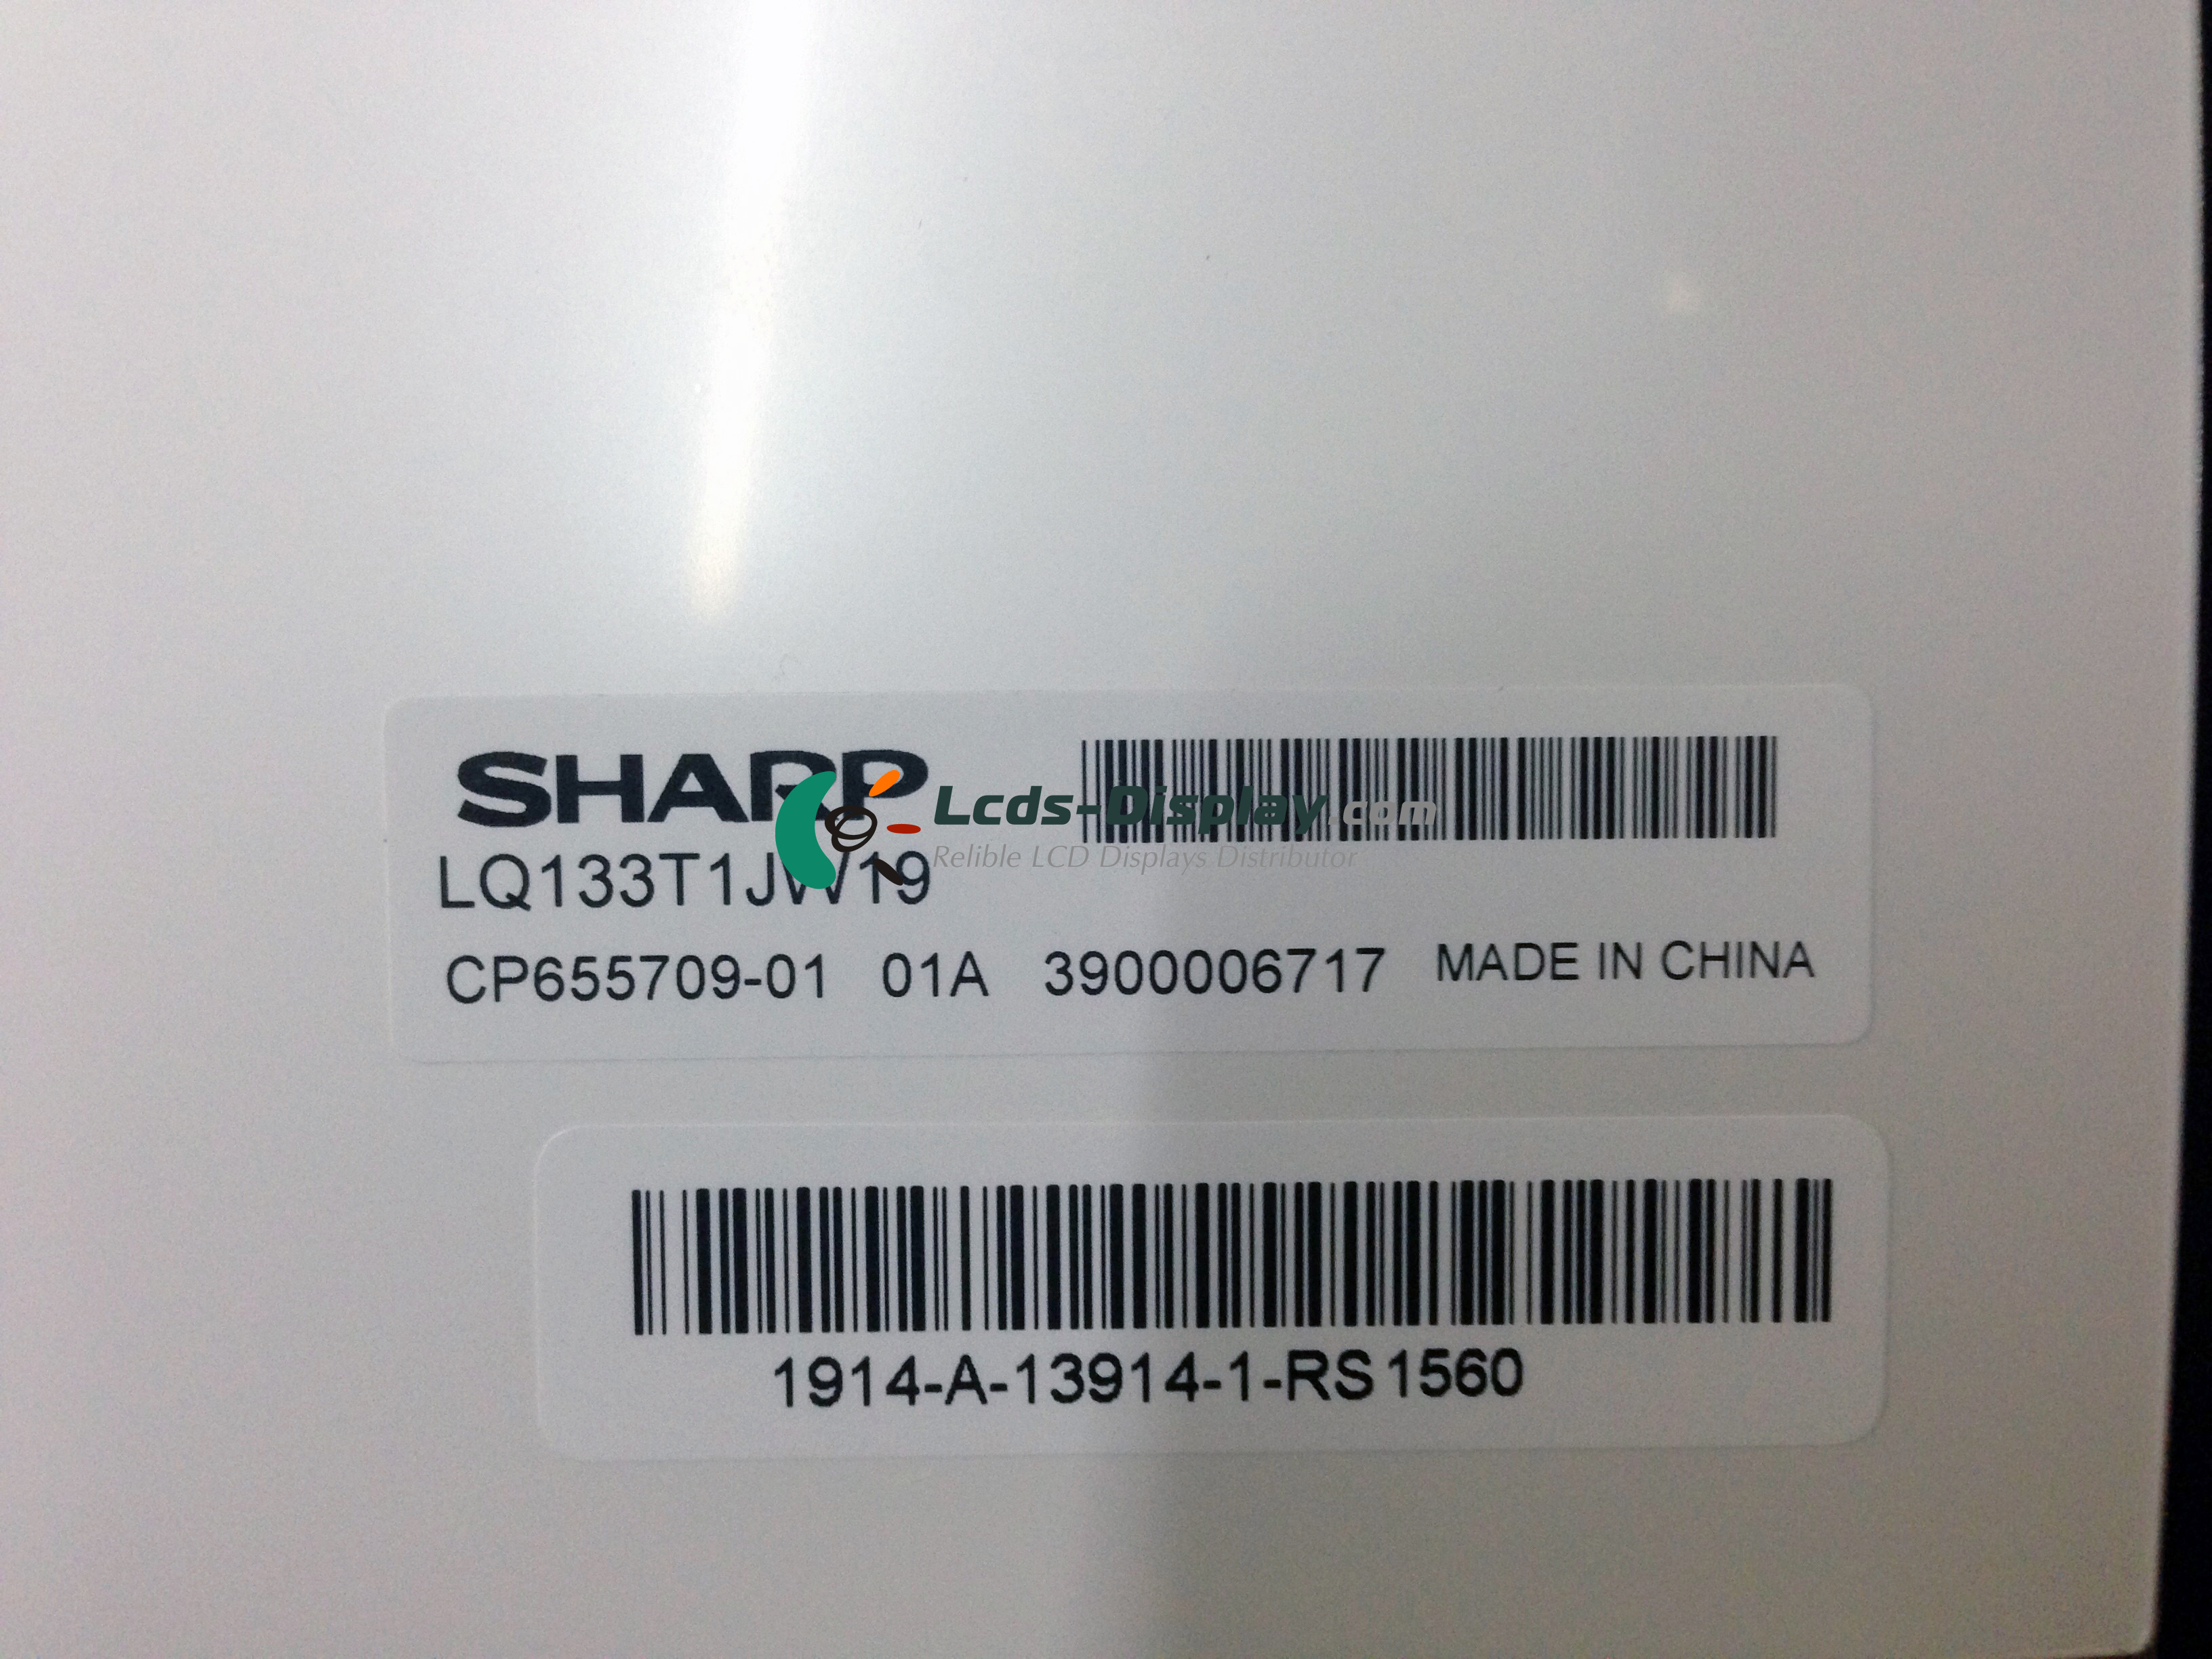 SHARP
Lcds-Display.com
Relible LCD Displays Distributor
LQ133T1JW19
CP655709-01 01A 3900006717 MADE IN CHINA
1914-A-13914-1-RS1560